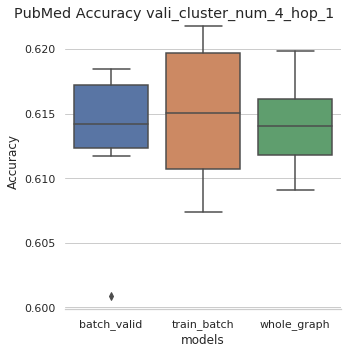 PubMed Accuracy vali_cluster_num_4_hop_1
0.620
0.615
0.610
0.605
0.600
Accuracy
batch_valid
train_batch
whole_graph
models